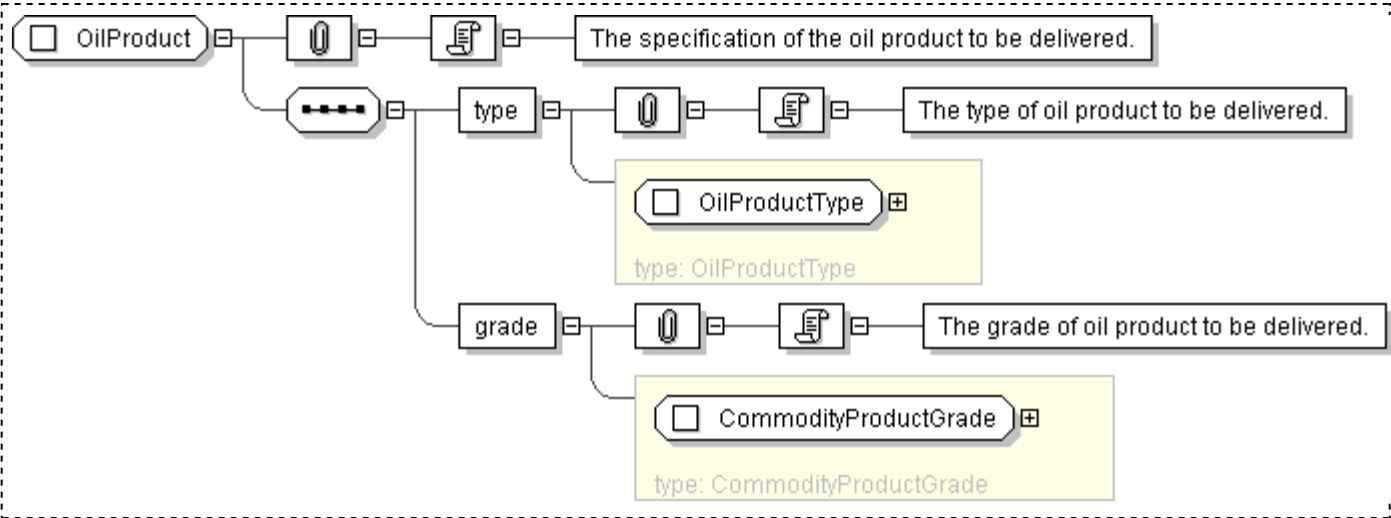 OilProduct
The specification of the oil product to be delivered.
type
The type of oil product to be delivered.
OilProductType
type: OilProductType
grade
The grade of oil product to be delivered.
CommodityProductGrade
type: CommodityProductGrade